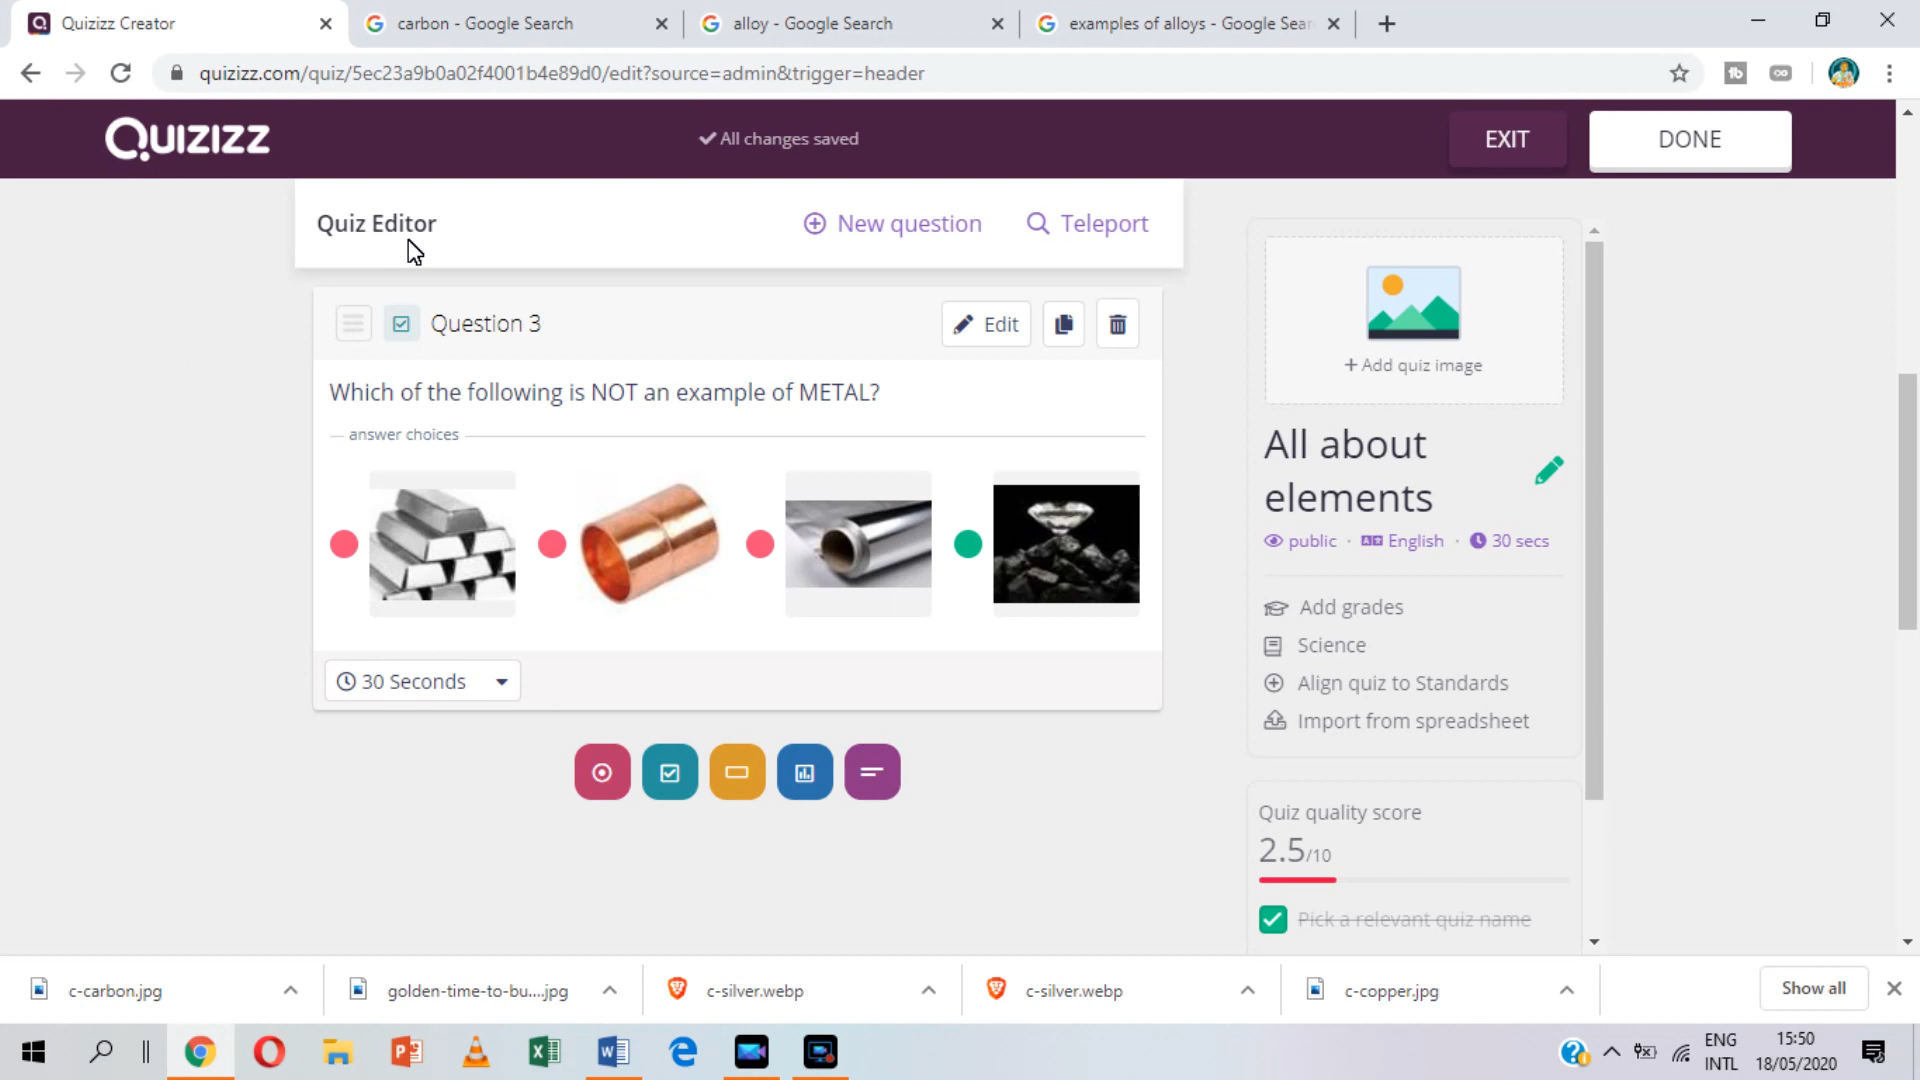 Quizizz Creator
carbon - Google Search
alloy - Google Search
examples of alloys - Google Sear
quizizz.com/quiz/5ec23a9b0a02f4001b4e89d0/edit?source=admin&trigger=header
QUIZIZZ
All changes saved
EXIT
DONE
Quiz Editor
New question
Teleport
Question 3
Edit
Which of the following is NOT an example of METAL?
answer choices
30 Seconds
+ Add quiz image
All about
elements
public · English · 30 secs
Add grades
Science
Align quiz to Standards
Import from spreadsheet
Quiz quality score
2.5/10
Pick a relevant quiz name
c-carbon.jpg
golden-time-to-bu....jpg
c-silver.webp
c-silver.webp
c-copper.jpg
Show all
ENG
INTL
15:50
18/05/2020